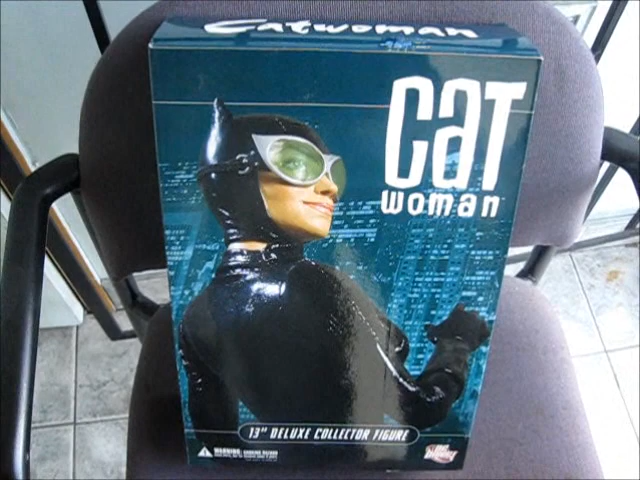 Catwoman
CaT
woman
13" DELUXE COLLECTOR FIGURE
WARNING: